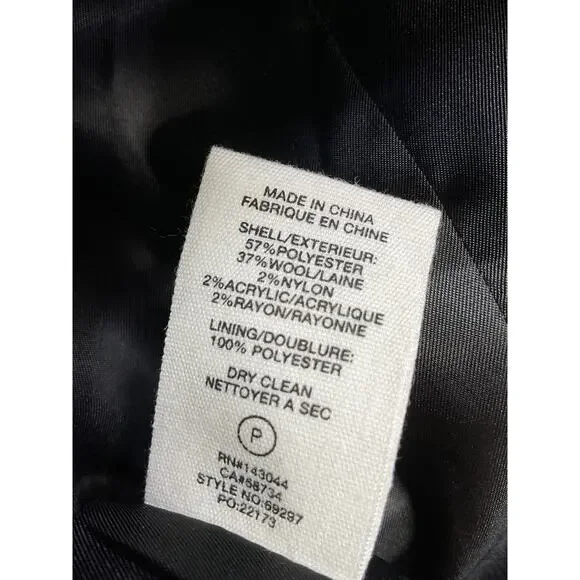 MADE IN CHINA
FABRIQUE EN CHINE
SHELL/EXTERIEUR:
57%POLYESTER
37%WOOL/LAINE
2%NYLON
2%ACRYLIC/ACRYLIQUE
2%RAYON/RAYONNE
LINING/DOUBLURE:
100% POLYESTER
DRY CLEAN
NETTOYER A SEC
P
RN#143044
CA#58734
STYLE NO:69297
PO:22173